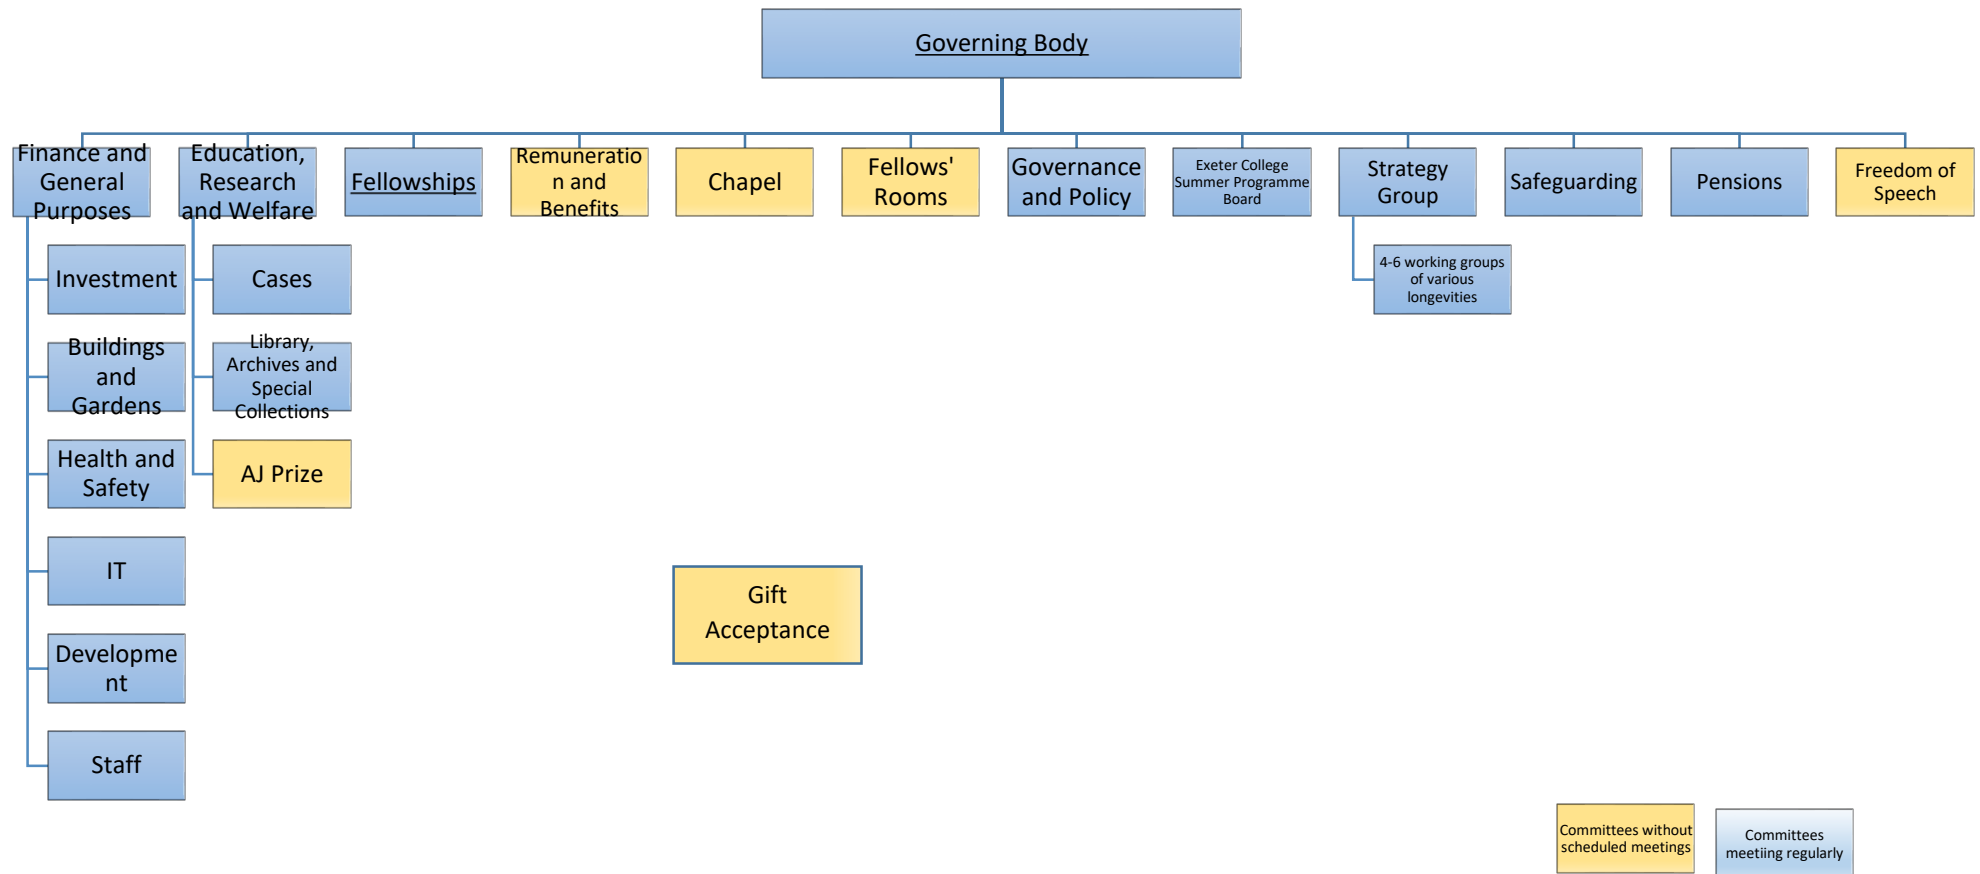 Governing Body
Finance and
General
Purposes
Education,
Research
and Welfare
Fellowships
Remuneratio
n and
Benefits
Chapel
Fellows'
Rooms
Governance
and Policy
Exeter College
Summer Programme
Board
Strategy
Group
Safeguarding
Pensions
Freedom of
Speech
Investment
Cases
4-6 working groups
of various
longevities
Buildings
and
Gardens
Library,
Archives and
Special
Collections
Health and
Safety
AJ Prize
IT
Gift
Acceptance
Developme
nt
Staff
Committees without
scheduled meetings
Committees
meetiing regularly